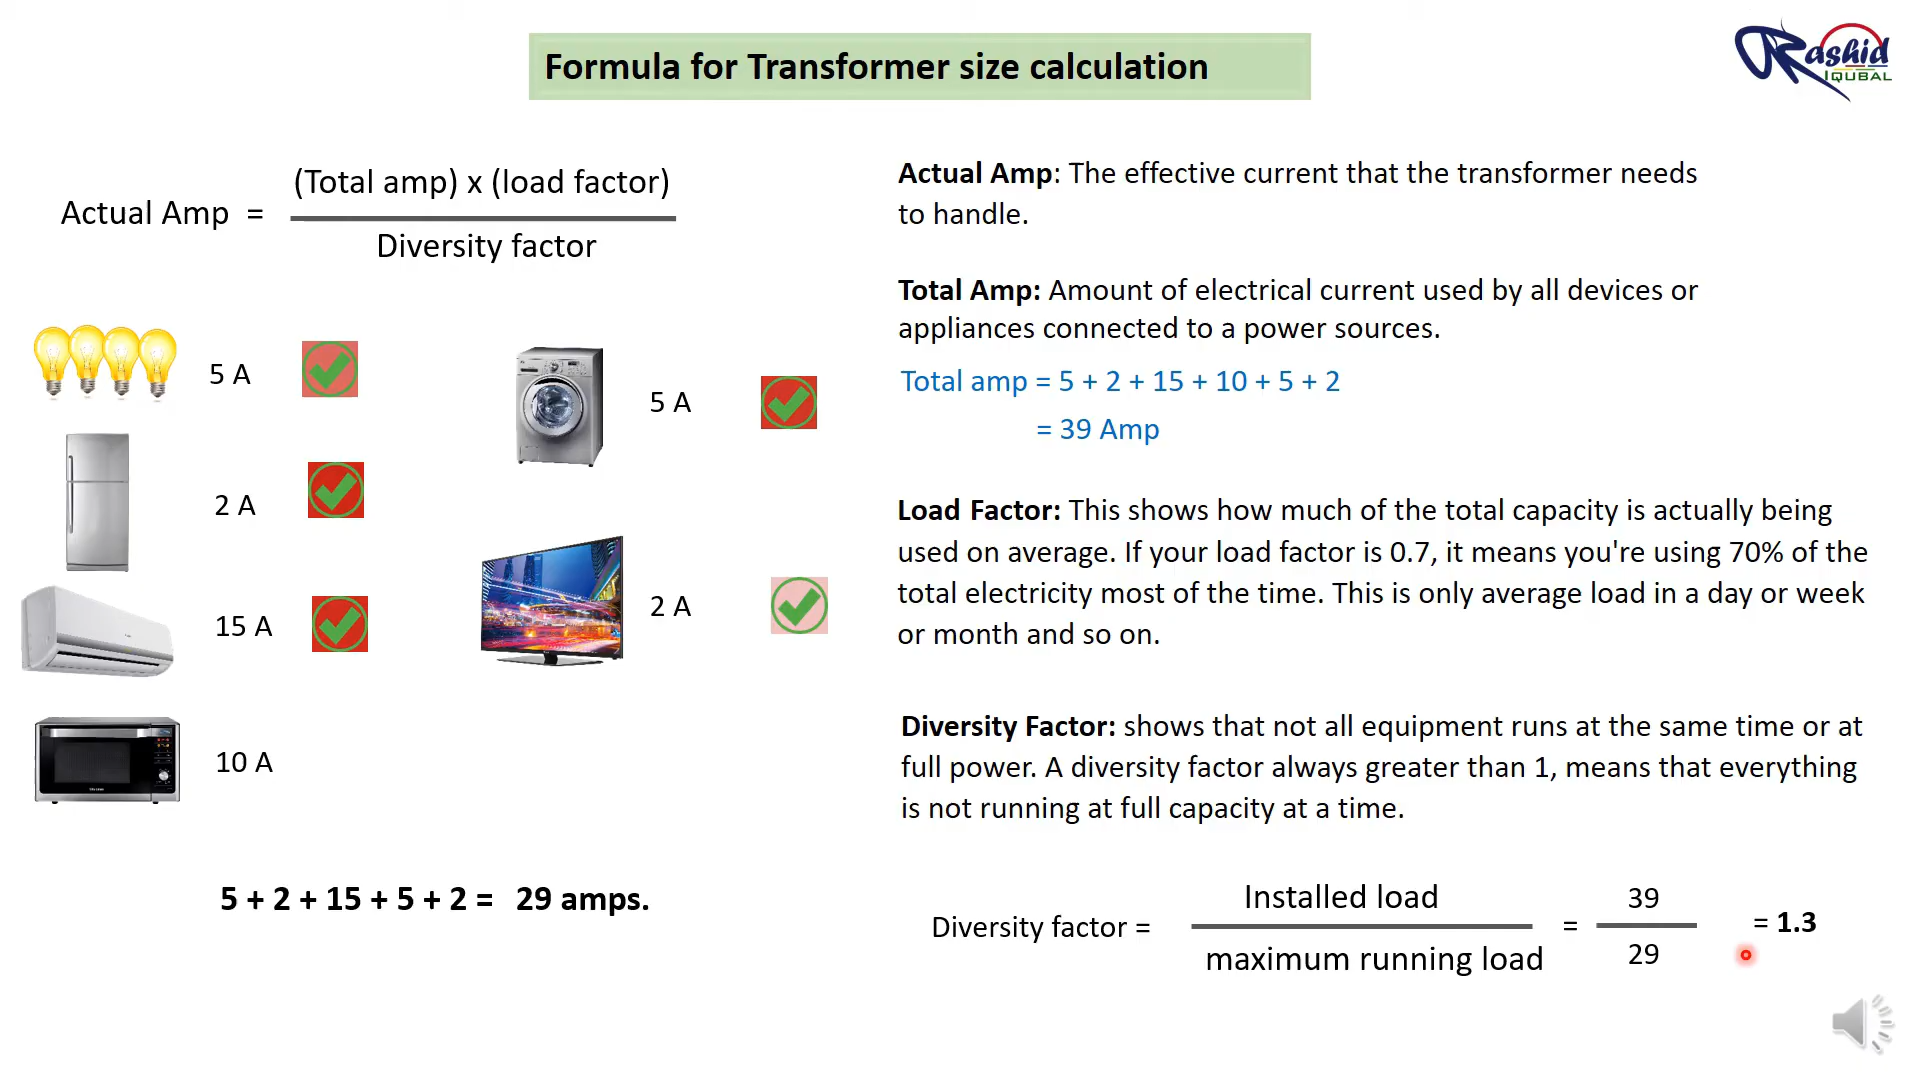 Formula for Transformer size calculation
Rashid
IQUBAL
Actual Amp = (Total amp) x (load factor)
Diversity factor
5 A
5 A
2 A
15 A
2 A
10 A
5 + 2 + 15 + 5 + 2 = 29 amps.
Actual Amp: The effective current that the transformer needs
to handle.
Total Amp: Amount of electrical current used by all devices or
appliances connected to a power sources.
Total amp = 5 + 2 + 15 + 10 + 5 + 2
= 39 Amp
Load Factor: This shows how much of the total capacity is actually being
used on average. If your load factor is 0.7, it means you're using 70% of the
total electricity most of the time. This is only average load in a day or week
or month and so on.
Diversity Factor: shows that not all equipment runs at the same time or at
full power. A diversity factor always greater than 1, means that everything
is not running at full capacity at a time.
Diversity factor = Installed load = 39 = 1.3
maximum running load 29